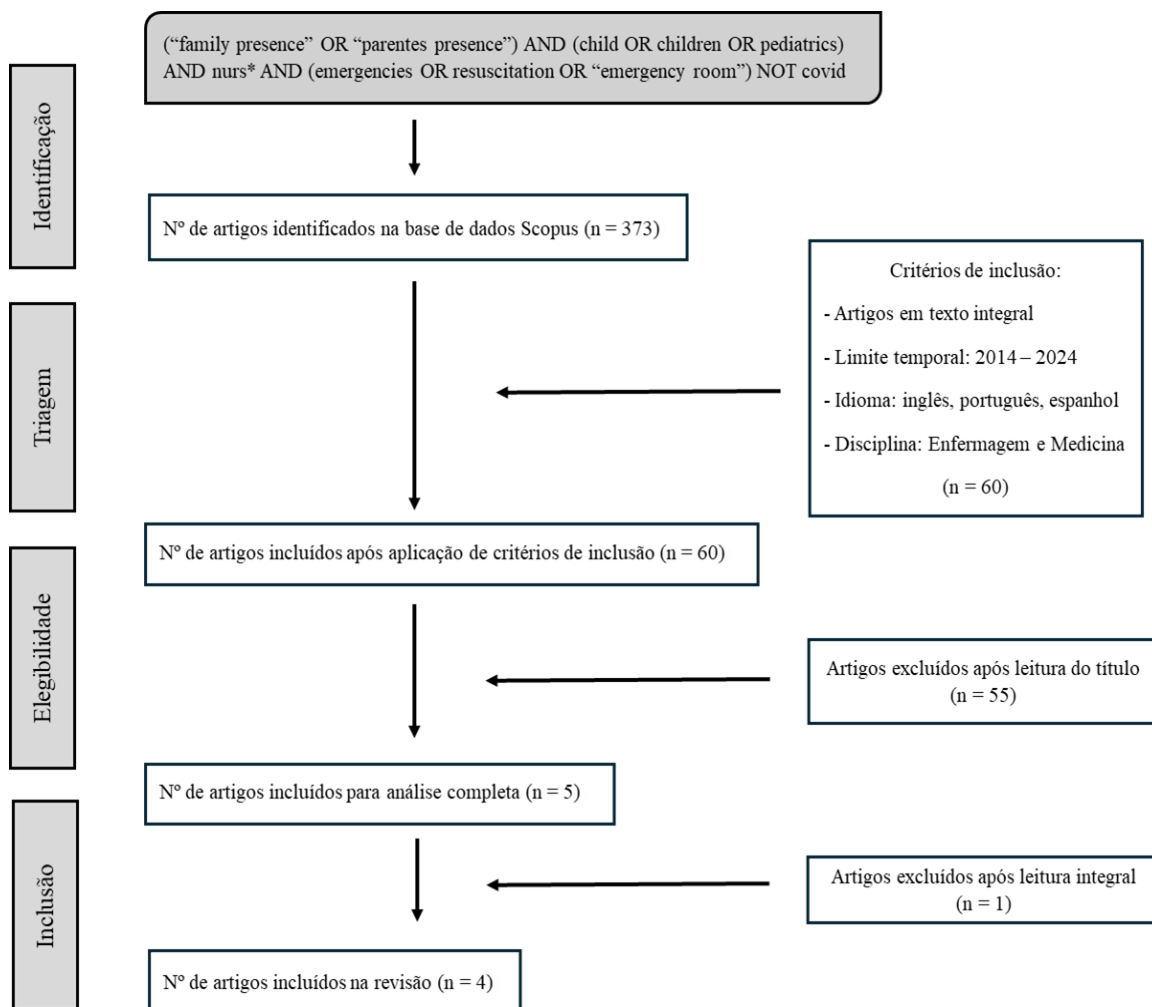 (“family presence” OR “parentes presence”) AND (child OR children OR pediatrics)
AND nurs* AND (emergencies OR resuscitation OR “emergency room”) NOT covid
Identificação
Nº de artigos identificados na base de dados Scopus (n = 373)
Critérios de inclusão:
- Artigos em texto integral
- Limite temporal: 2014 – 2024
- Idioma: inglês, português, espanhol
- Disciplina: Enfermagem e Medicina
(n = 60)
Triagem
Nº de artigos incluídos após aplicação de critérios de inclusão (n = 60)
Elegibilidade
Artigos excluídos após leitura do título
(n = 55)
Nº de artigos incluídos para análise completa (n = 5)
Inclusão
Artigos excluídos após leitura integral
(n = 1)
Nº de artigos incluídos na revisão (n = 4)